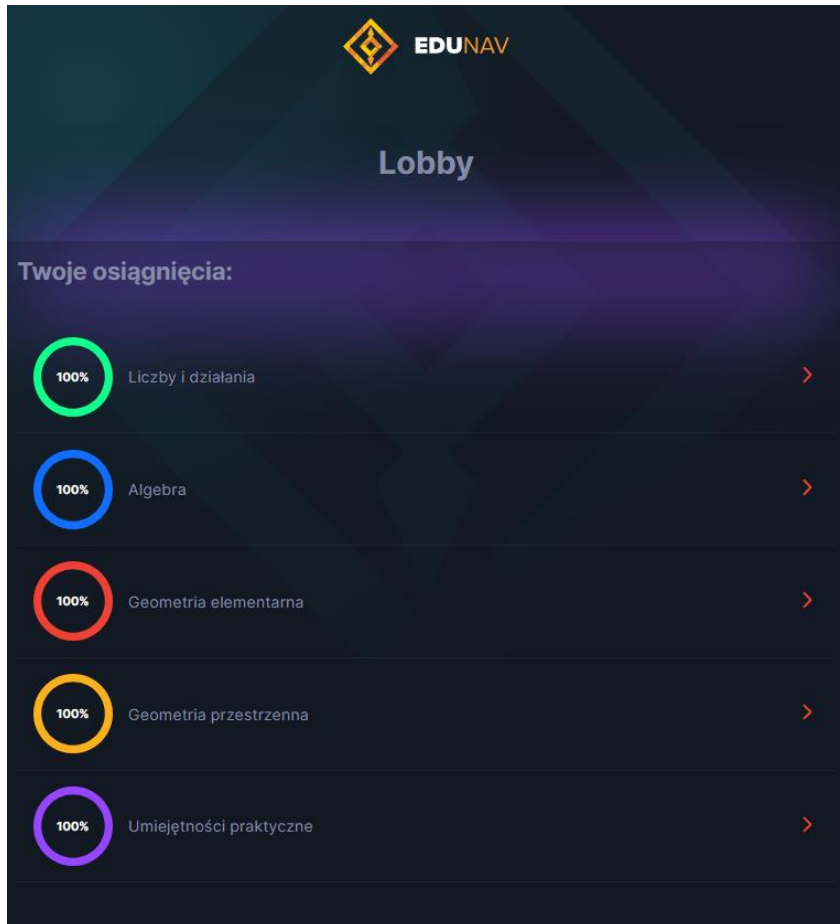 EDUNAV
Lobby
Twoje osiągnięcia:
100% Liczby i działania
100% Algebra
100% Geometria elementarna
100% Geometria przestrzenna
100% Umiejętności praktyczne